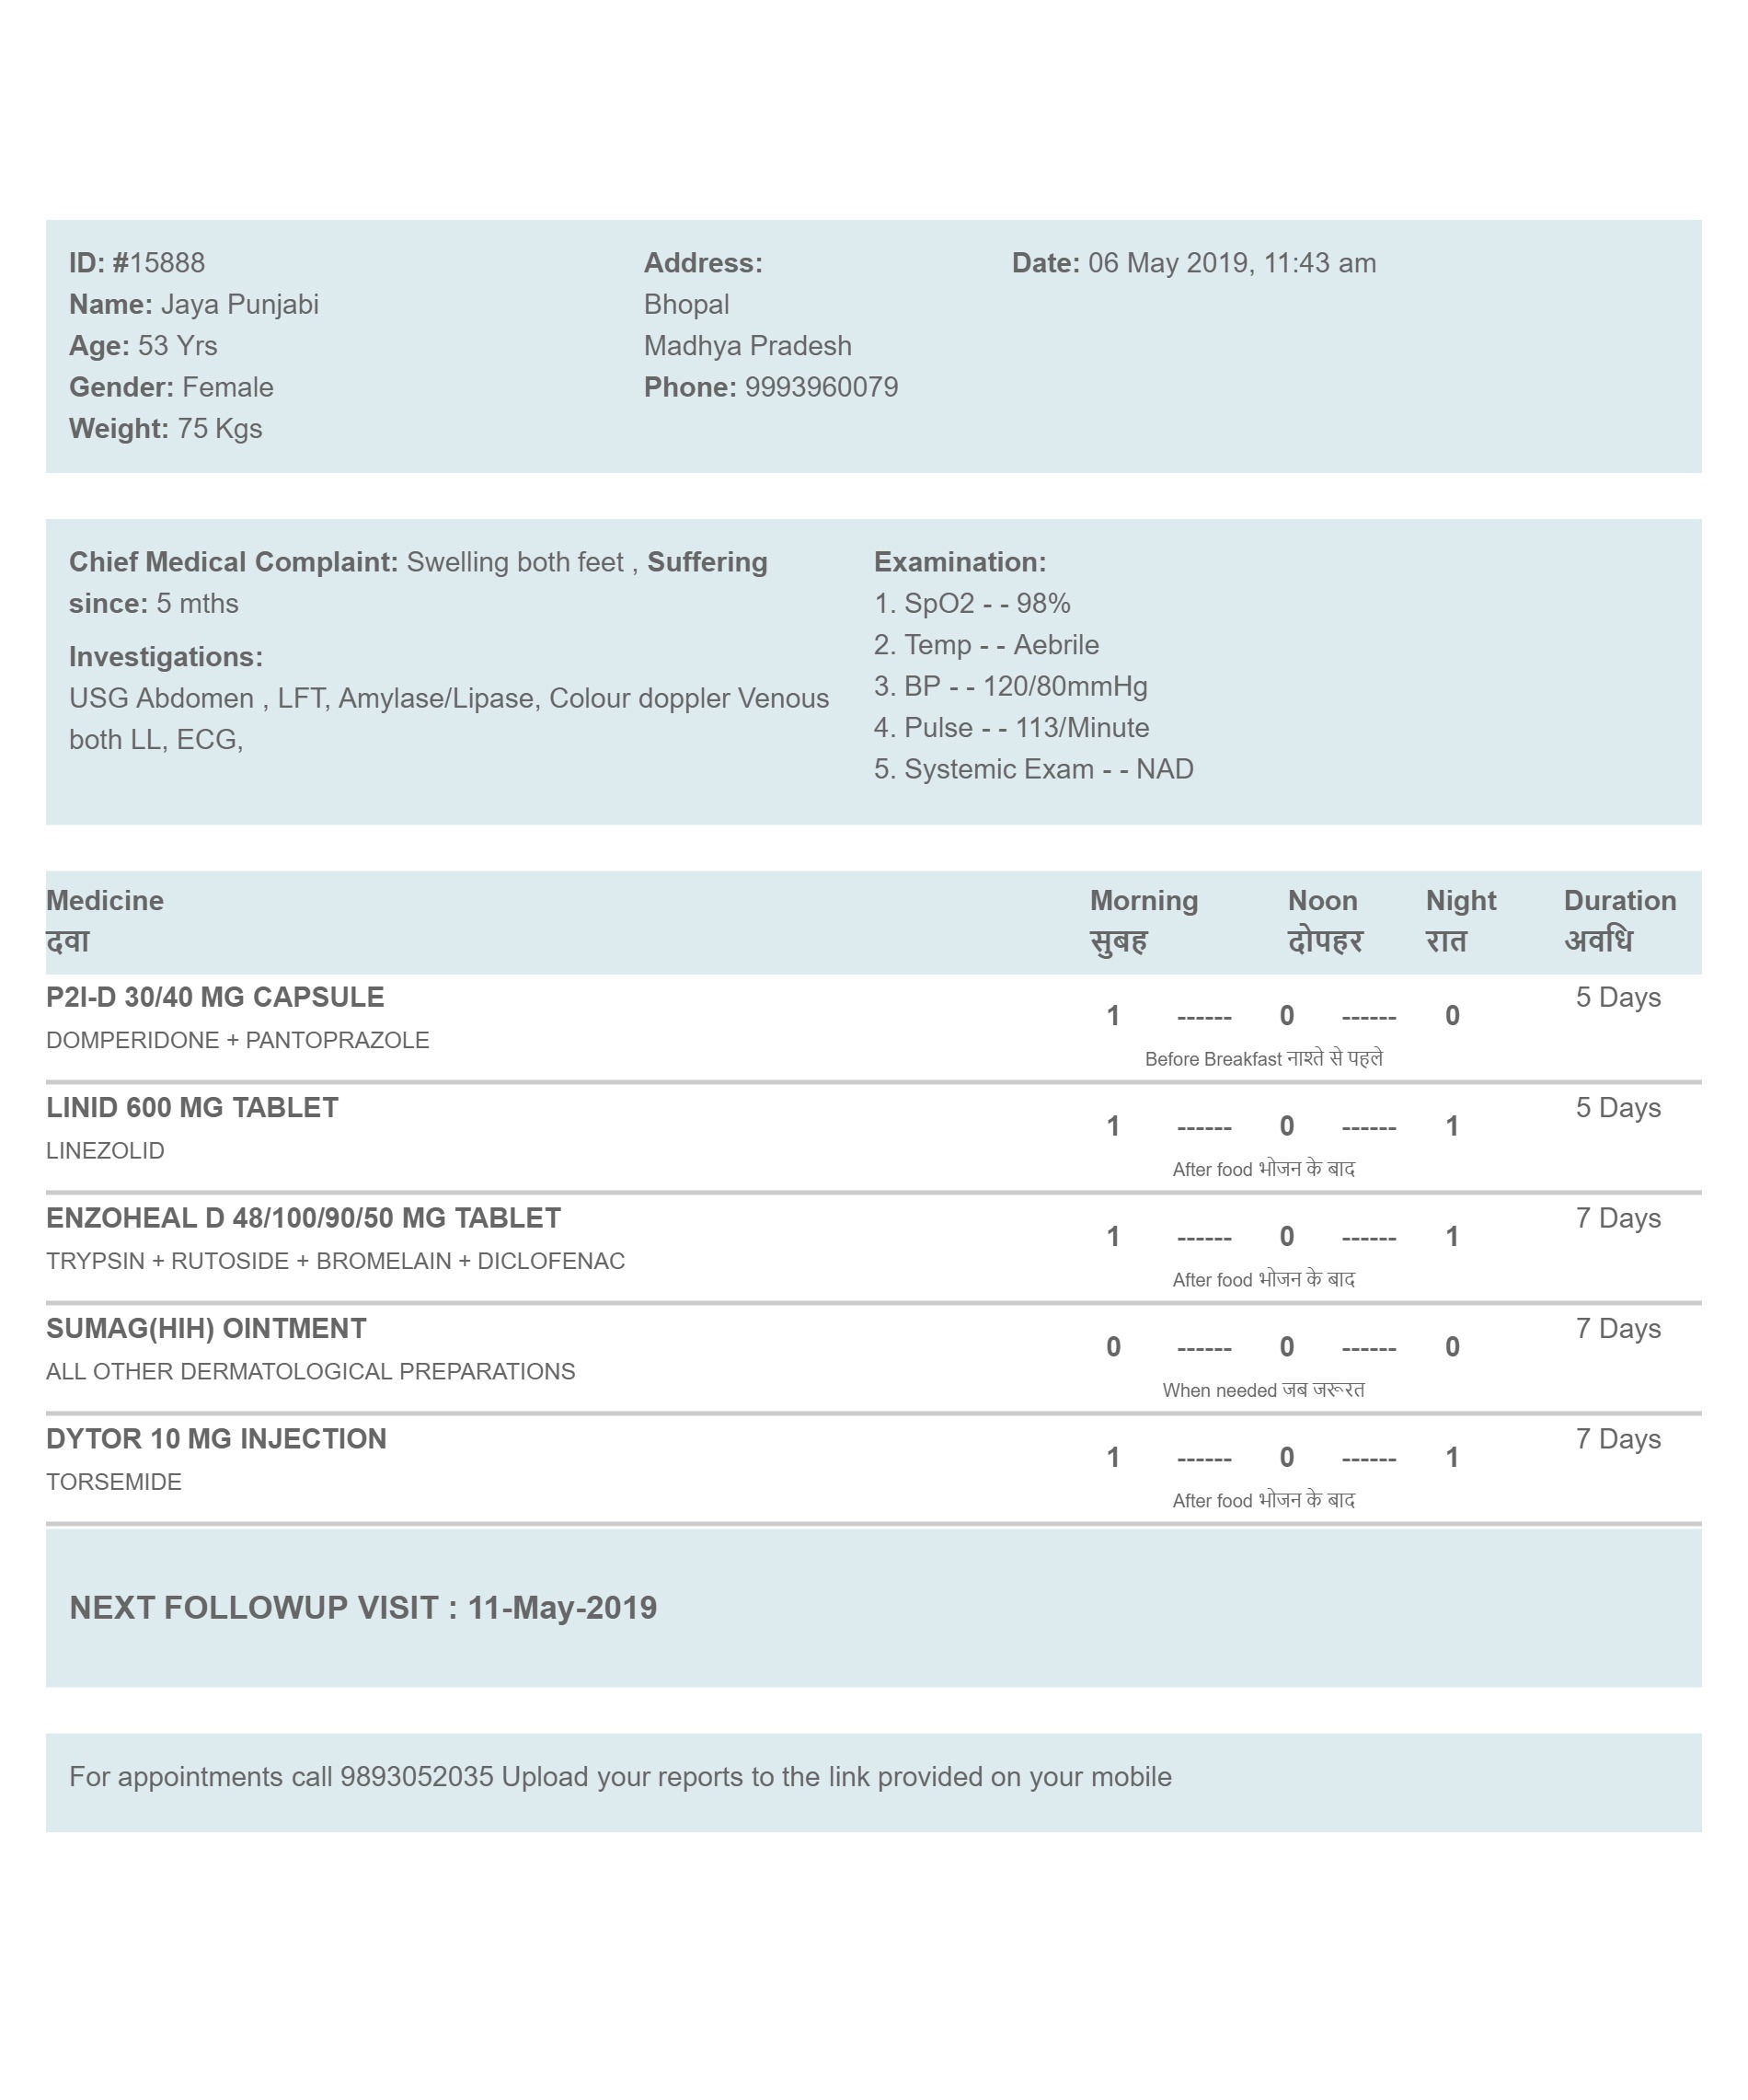 ID: #15888
Name: Jaya Punjabi
Age: 53 Yrs
Gender: Female
Weight: 75 Kgs
Address:
Bhopal
Madhya Pradesh
Phone: 9993960079
Date: 06 May 2019, 11:43 am
Chief Medical Complaint: Swelling both feet , Suffering
since: 5 mths
Investigations:
USG Abdomen , LFT, Amylase/Lipase, Colour doppler Venous
both LL, ECG,
Examination:
1. SpO2 - - 98%
2. Temp - - Aebrile
3. BP - - 120/80mmHg
4. Pulse - - 113/Minute
5. Systemic Exam - - NAD
Medicine Morning Noon Night Duration
दवा सुबह दोपहर रात अवधि
P2I-D 30/40 MG CAPSULE 5 Days
1 ------ 0 ------ 0
DOMPERIDONE + PANTOPRAZOLE
Before Breakfast नाश्ते से पहले
LINID 600 MG TABLET 5 Days
1 ------ 0 ------ 1
LINEZOLID
After food भोजन के बाद
ENZOHEAL D 48/100/90/50 MG TABLET 7 Days
1 ------ 0 ------ 1
TRYPSIN + RUTOSIDE + BROMELAIN + DICLOFENAC
After food भोजन के बाद
SUMAG(HIH) OINTMENT 7 Days
0 ------ 0 ------ 0
ALL OTHER DERMATOLOGICAL PREPARATIONS
When needed जब जरूरत
DYTOR 10 MG INJECTION 7 Days
1 ------ 0 ------ 1
TORSEMIDE
After food भोजन के बाद
NEXT FOLLOWUP VISIT : 11-May-2019
For appointments call 9893052035 Upload your reports to the link provided on your mobile